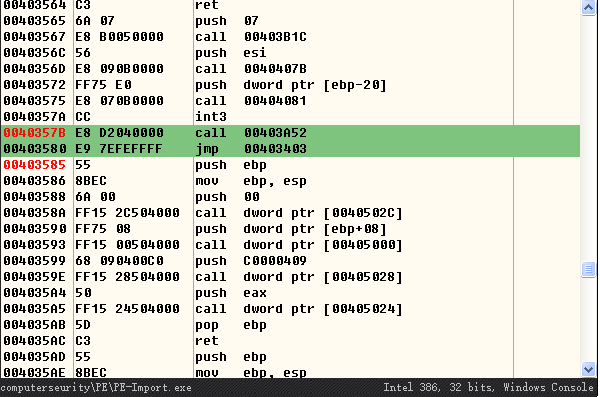 00403564 C3 ret
00403565 6A 07 push 07
00403567 E8 B0050000 call 00403B1C
0040356C 56 push esi
0040356D E8 090B0000 call 0040407B
00403572 FF75 E0 push dword ptr [ebp-20]
00403575 E8 070B0000 call 00404081
0040357A CC int3
0040357B E8 D2040000 call 00403A52
00403580 E9 7EFEFFFF jmp 00403403
00403585 55 push ebp
00403586 8BEC mov ebp, esp
00403588 6A 00 push 00
0040358A FF15 2C504000 call dword ptr [0040502C]
00403590 FF75 08 push dword ptr [ebp+08]
00403593 FF15 00504000 call dword ptr [00405000]
00403599 68 090400C0 push C0000409
0040359E FF15 28504000 call dword ptr [00405028]
004035A4 50 push eax
004035A5 FF15 24504000 call dword ptr [00405024]
004035AB 5D pop ebp
004035AC C3 ret
004035AD 55 push ebp
004035AE 8BEC mov ebp, esp
computerseurity\PE\PE-Import.exe Intel 386, 32 bits, Windows Console